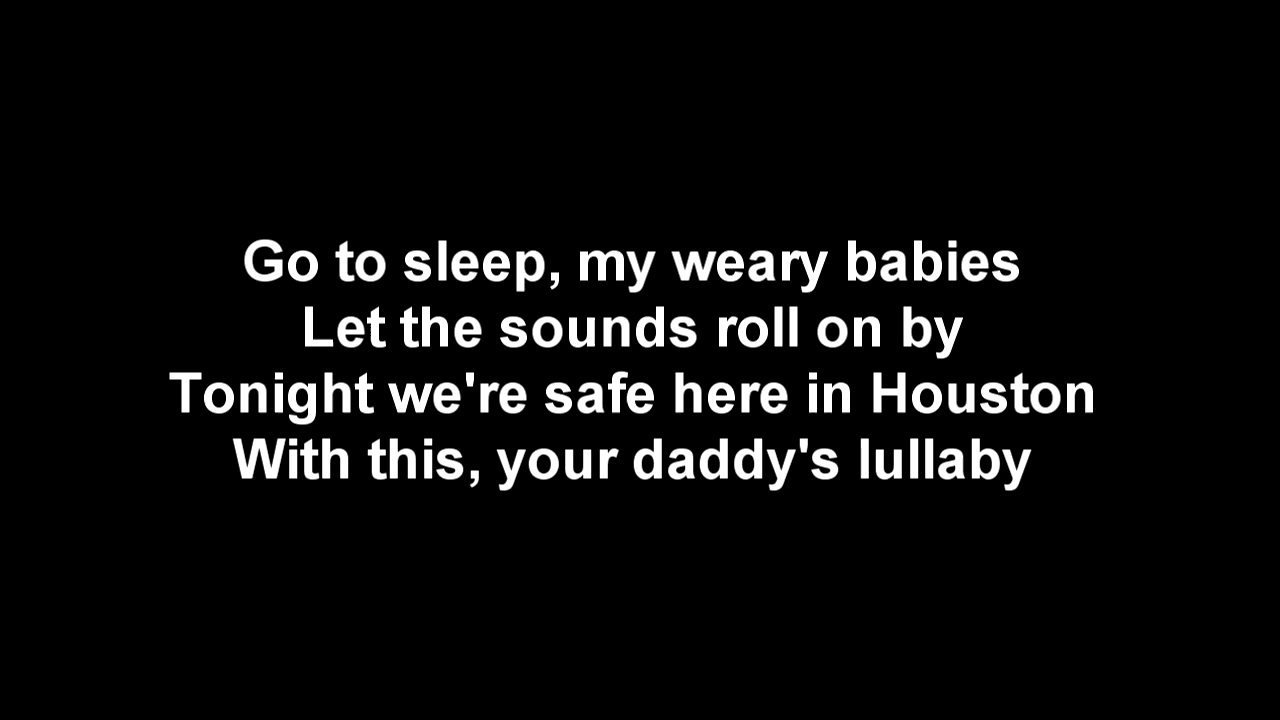 Go to sleep, my weary babies
Let the sounds roll on by
Tonight we're safe here in Houston
With this, your daddy's lullaby